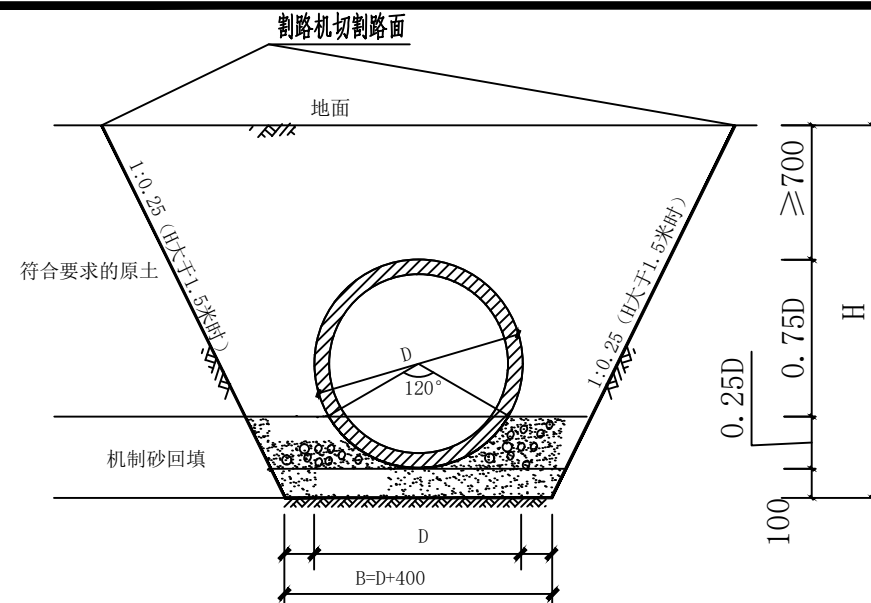 割路机切割路面
地面
1:0.25（H大于1.5米时）
1:0.25（H大于1.5米时）
≥700
符合要求的原土
0.75D
H
D
120°
0.25D
机制砂回填
100
D
B=D+400